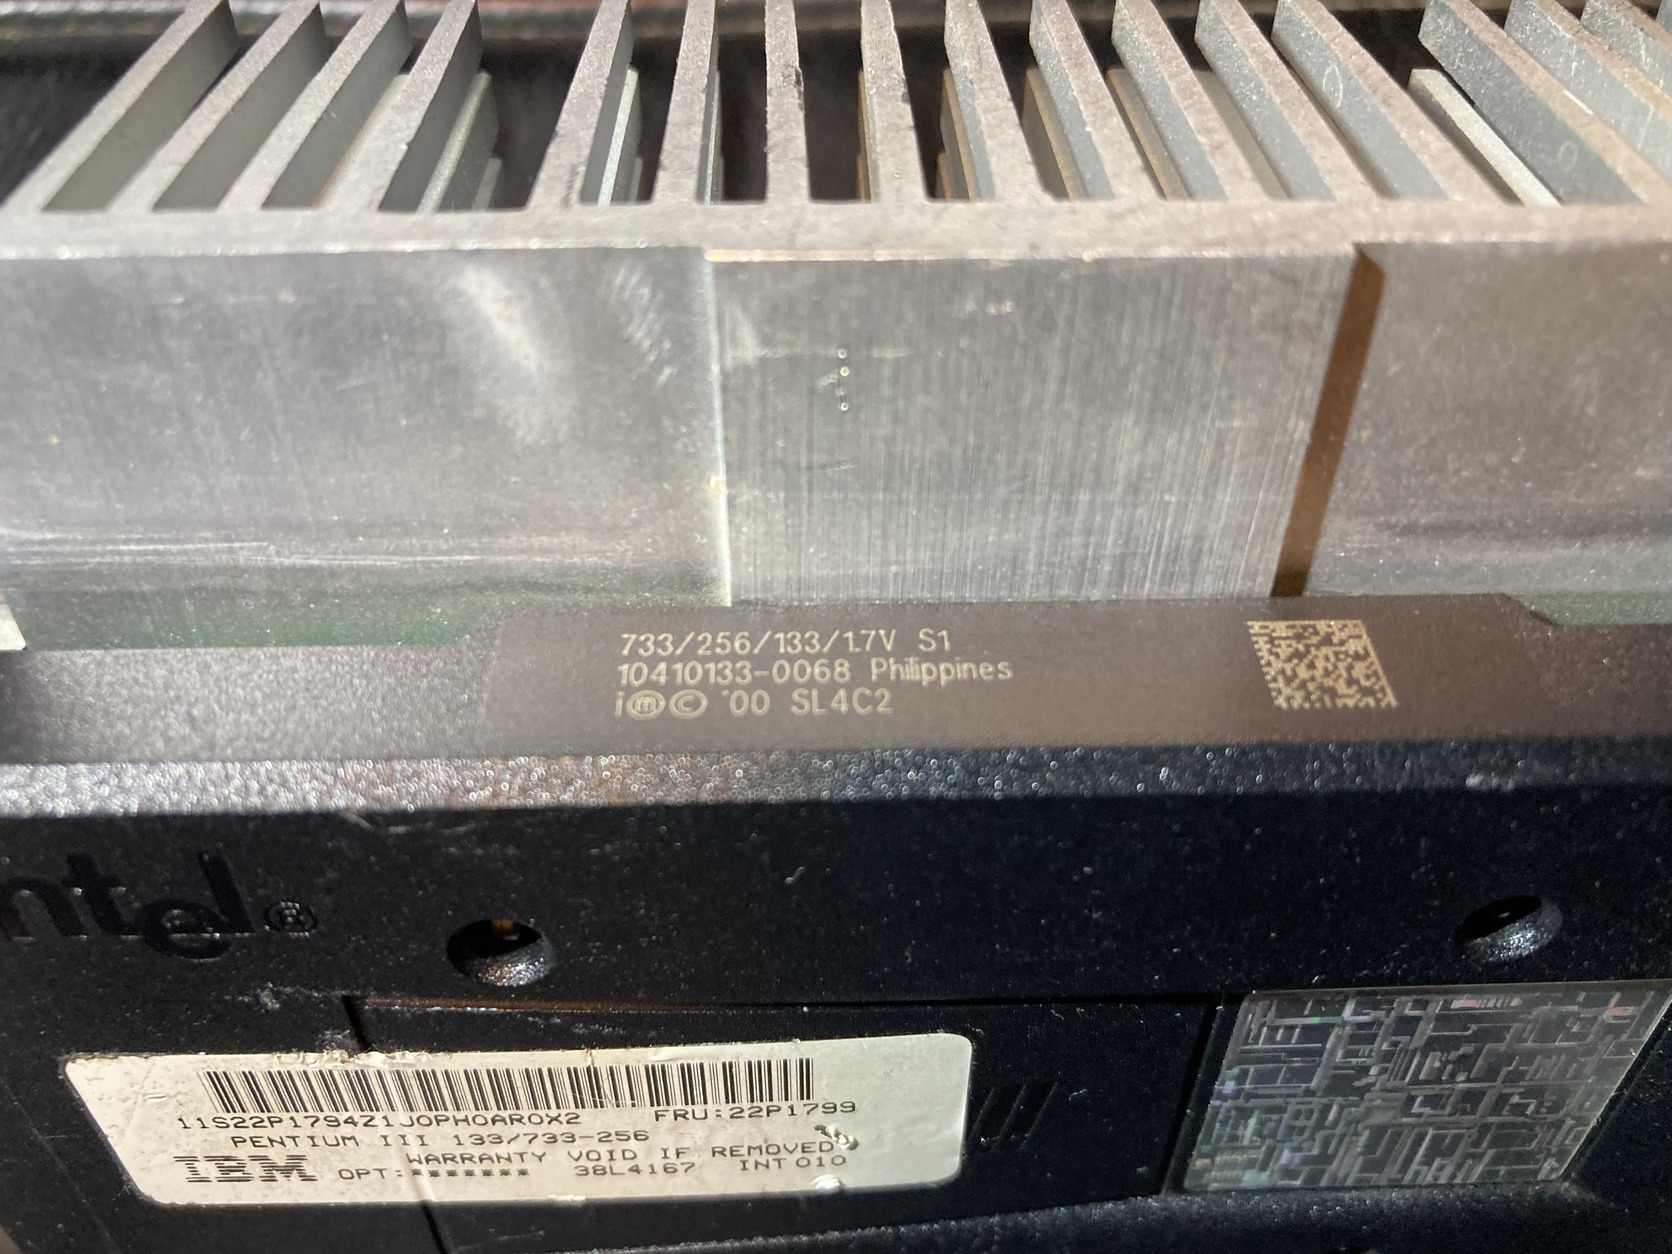 733/256/133/1.7V S1
10410133-0068 Philippines
i ⓜ © '00 SL4C2
ntel ®
11S22P1794Z1J0PH0AR0X2 FRU:22P1799
PENTIUM III 133/733-256
WARRANTY VOID IF REMOVED
IBM OPT:******* 38L4167 INT010